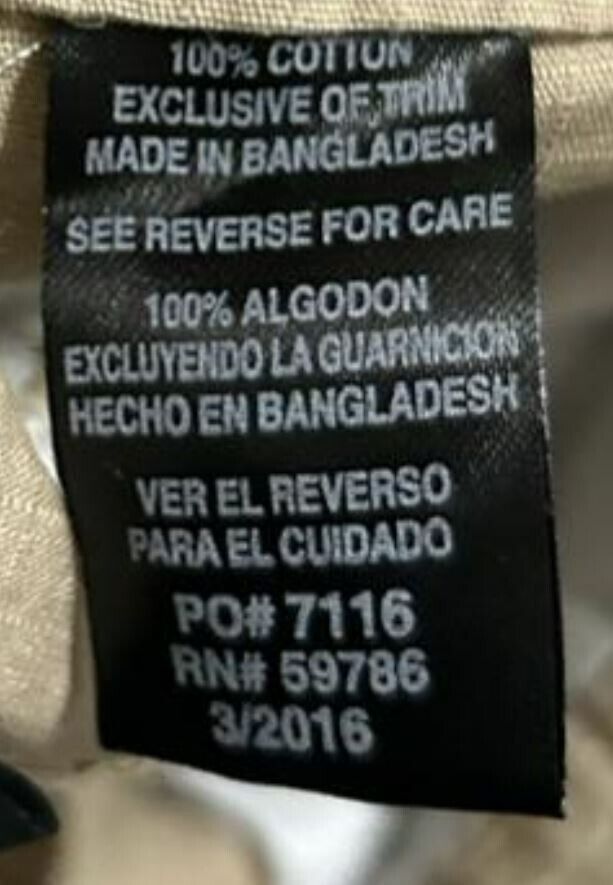 100% COTTON
EXCLUSIVE OF TRIM
MADE IN BANGLADESH
SEE REVERSE FOR CARE
100% ALGODON
EXCLUYENDO LA GUARNICION
HECHO EN BANGLADESH
VER EL REVERSO
PARA EL CUIDADO
PO# 7116
RN# 59786
3/2016